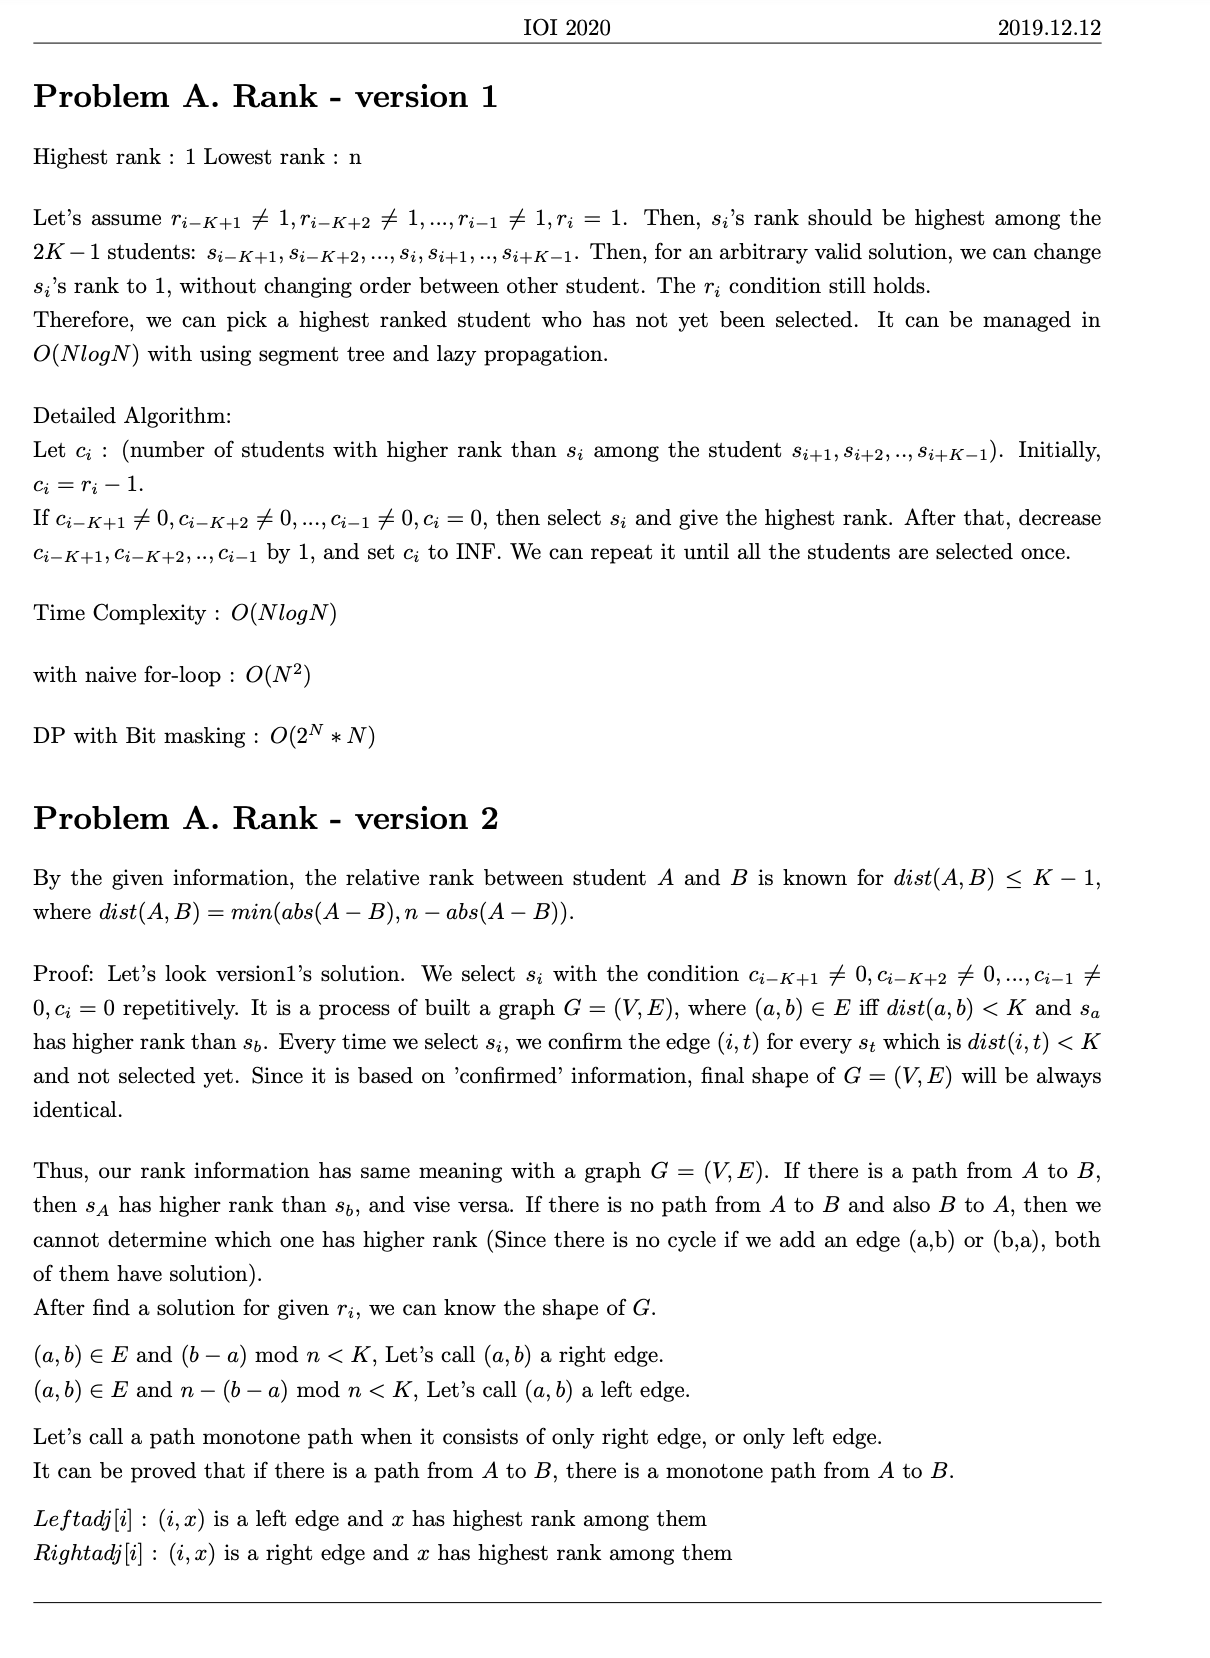 IOI 2020 2019.12.12
Problem A. Rank - version 1
Highest rank : 1 Lowest rank : n
Let's assume r_{i−K+1} ≠ 1, r_{i−K+2} ≠ 1, ..., r_{i−1} ≠ 1, r_i = 1. Then, s_i's rank should be highest among the
2K − 1 students: s_{i−K+1}, s_{i−K+2}, ..., s_i, s_{i+1}, .., s_{i+K−1}. Then, for an arbitrary valid solution, we can change
s_i's rank to 1, without changing order between other student. The r_i condition still holds.
Therefore, we can pick a highest ranked student who has not yet been selected. It can be managed in
O(NlogN) with using segment tree and lazy propagation.
Detailed Algorithm:
Let c_i : (number of students with higher rank than s_i among the student s_{i+1}, s_{i+2}, .., s_{i+K−1}). Initially,
c_i = r_i − 1.
If c_{i−K+1} ≠ 0, c_{i−K+2} ≠ 0, ..., c_{i−1} ≠ 0, c_i = 0, then select s_i and give the highest rank. After that, decrease
c_{i−K+1}, c_{i−K+2}, .., c_{i−1} by 1, and set c_i to INF. We can repeat it until all the students are selected once.
Time Complexity : O(NlogN)
with naive for-loop : O(N²)
DP with Bit masking : O(2^N ∗ N)
Problem A. Rank - version 2
By the given information, the relative rank between student A and B is known for dist(A, B) ≤ K − 1,
where dist(A, B) = min(abs(A − B), n − abs(A − B)).
Proof: Let's look version1's solution. We select s_i with the condition c_{i−K+1} ≠ 0, c_{i−K+2} ≠ 0, ..., c_{i−1} ≠
0, c_i = 0 repetitively. It is a process of built a graph G = (V, E), where (a, b) ∈ E iff dist(a, b) < K and s_a
has higher rank than s_b. Every time we select s_i, we confirm the edge (i, t) for every s_t which is dist(i, t) < K
and not selected yet. Since it is based on 'confirmed' information, final shape of G = (V, E) will be always
identical.
Thus, our rank information has same meaning with a graph G = (V, E). If there is a path from A to B,
then s_A has higher rank than s_b, and vise versa. If there is no path from A to B and also B to A, then we
cannot determine which one has higher rank (Since there is no cycle if we add an edge (a,b) or (b,a), both
of them have solution).
After find a solution for given r_i, we can know the shape of G.
(a, b) ∈ E and (b − a) mod n < K, Let's call (a, b) a right edge.
(a, b) ∈ E and n − (b − a) mod n < K, Let's call (a, b) a left edge.
Let's call a path monotone path when it consists of only right edge, or only left edge.
It can be proved that if there is a path from A to B, there is a monotone path from A to B.
Leftadj[i] : (i, x) is a left edge and x has highest rank among them
Rightadj[i] : (i, x) is a right edge and x has highest rank among them